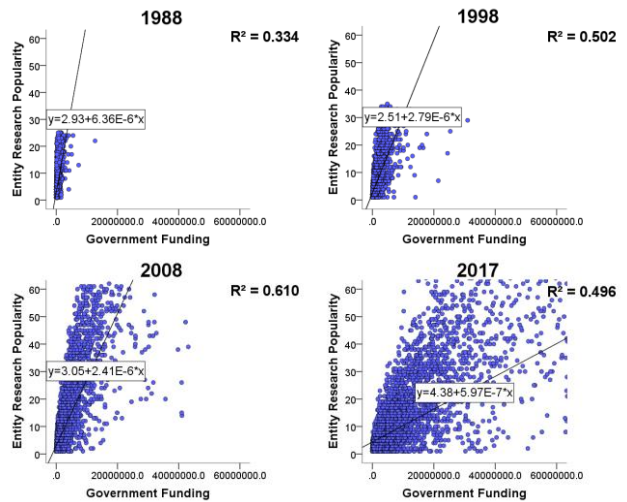 1988
R² = 0.334
Entity Research Popularity
60
50
40
30
20
10
0
y=2.93+6.36E-6*x
.0 20000000.0 40000000.0 60000000.0
Government Funding
1998
R² = 0.502
Entity Research Popularity
60
50
40
30
20
10
0
y=2.51+2.79E-6*x
.0 20000000.0 40000000.0 60000000.0
Government Funding
2008
R² = 0.610
Entity Research Popularity
60
50
40
30
20
10
0
y=3.05+2.41E-6*x
.0 20000000.0 40000000.0 60000000.0
Government Funding
2017
R² = 0.496
Entity Research Popularity
60
50
40
30
20
10
0
y=4.38+5.97E-7*x
.0 20000000.0 40000000.0 60000000.0
Government Funding